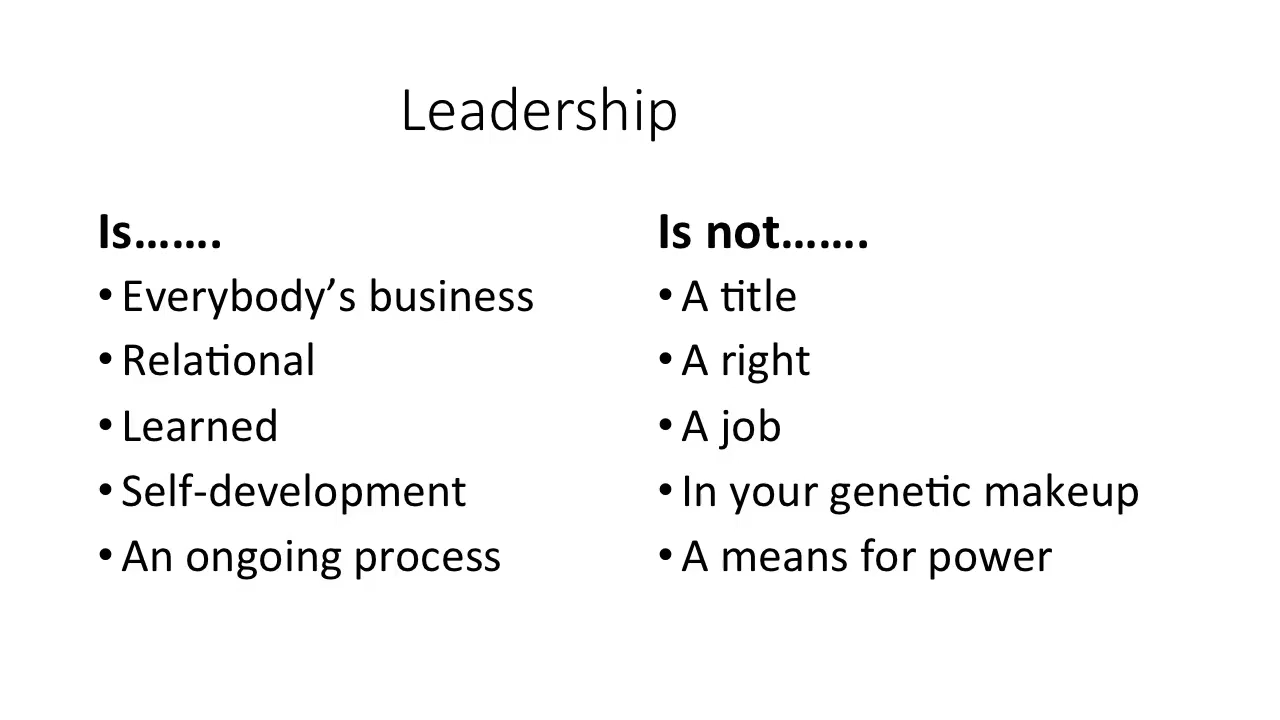 Leadership
Is.......
• Everybody’s business
• Relational
• Learned
• Self-development
• An ongoing process
Is not.......
• A title
• A right
• A job
• In your genetic makeup
• A means for power